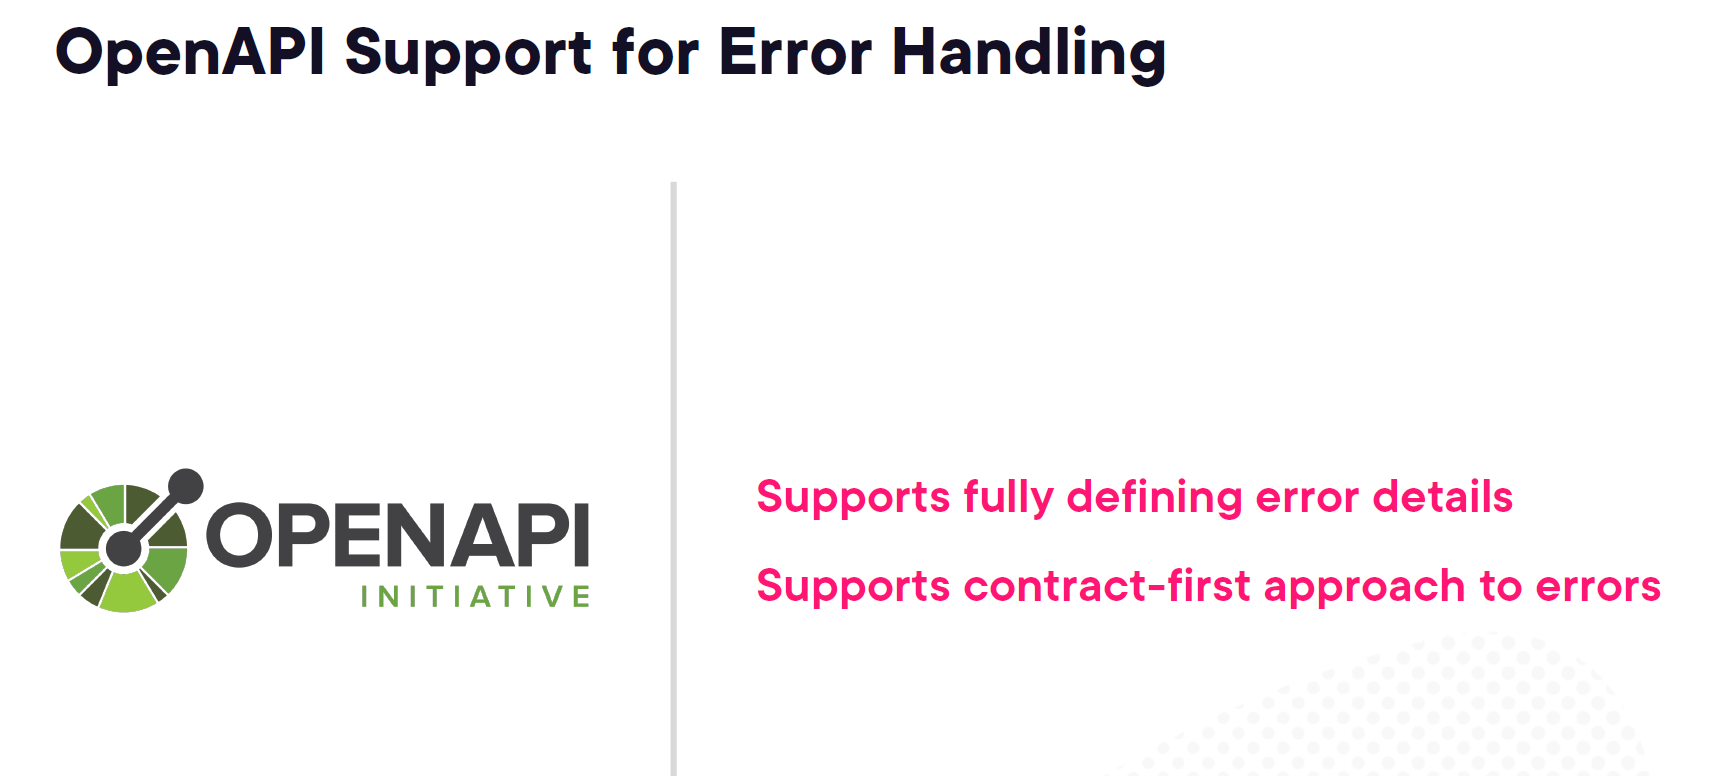 OpenAPI Support for Error Handling
OPENAPI
INITIATIVE
Supports fully defining error details
Supports contract-first approach to errors